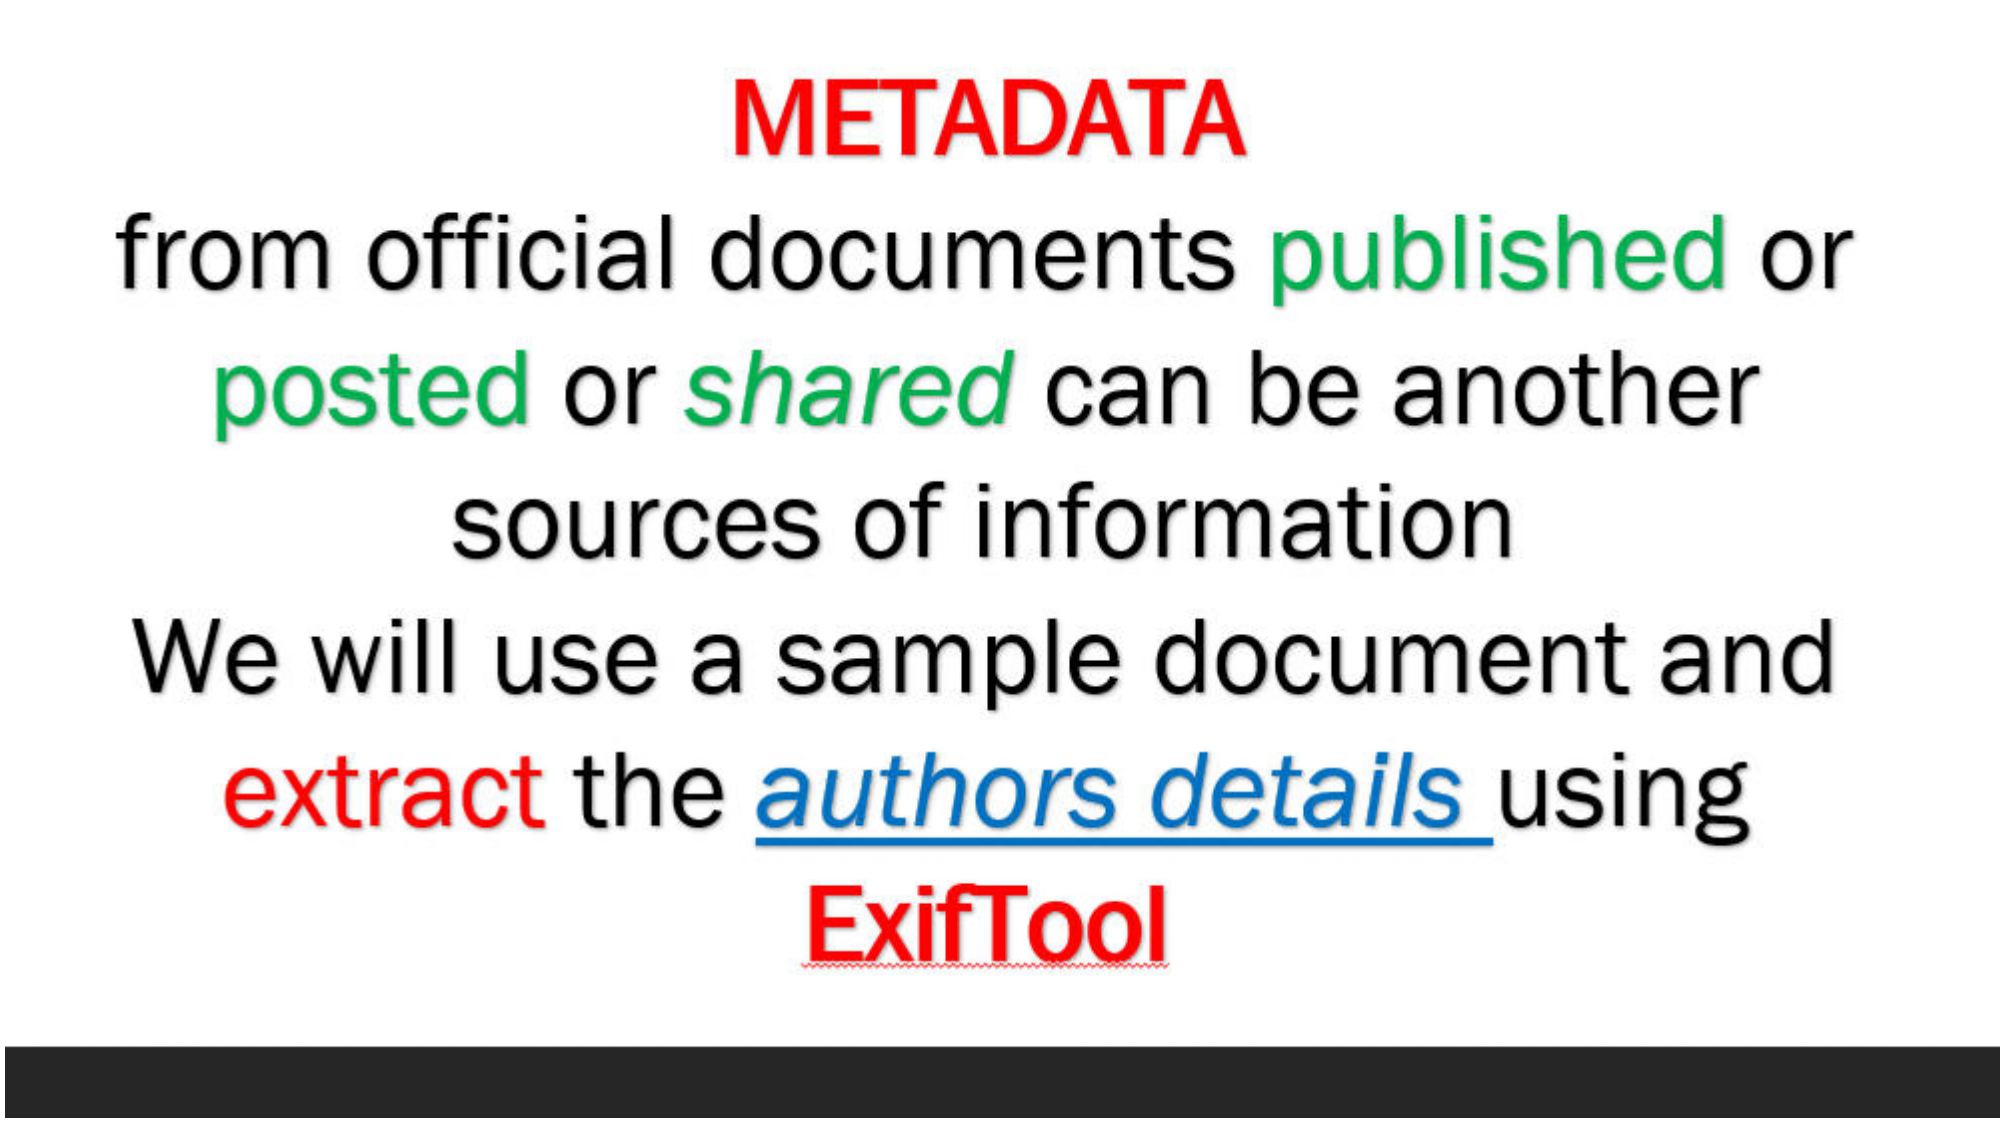 METADATA
from official documents published or
posted or shared can be another
sources of information
We will use a sample document and
extract the authors details using
ExifTool